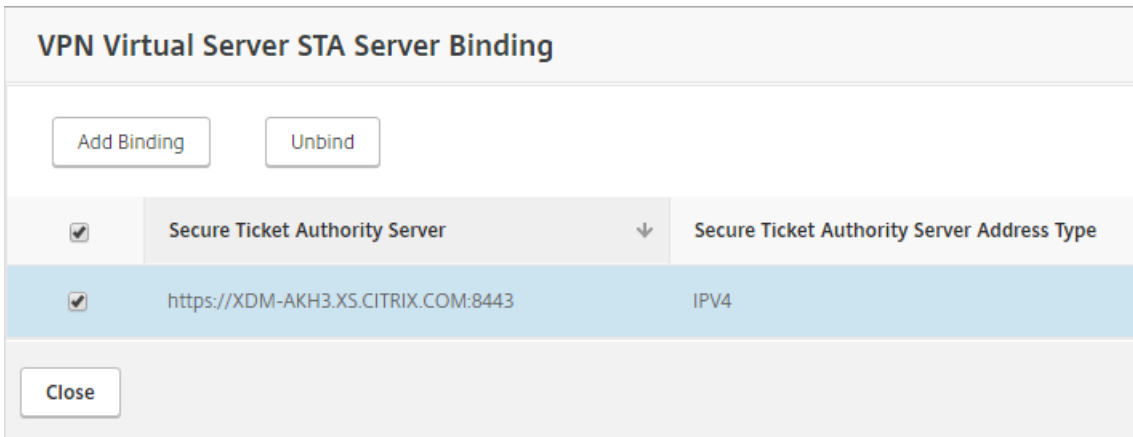 VPN Virtual Server STA Server Binding
Add Binding Unbind
Secure Ticket Authority Server Secure Ticket Authority Server Address Type
https://XDM-AKH3.XS.CITRIX.COM:8443 IPV4
Close